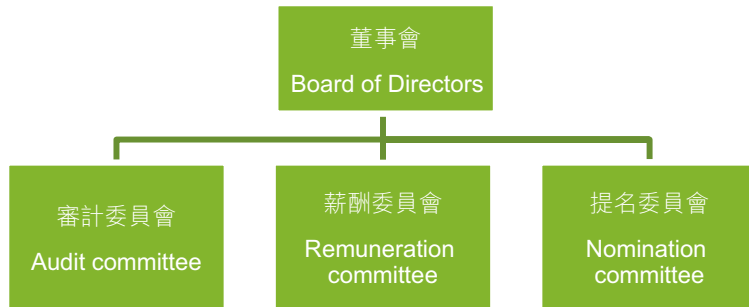 董事會
Board of Directors
審計委員會
Audit committee
薪酬委員會
Remuneration
committee
提名委員會
Nomination
committee